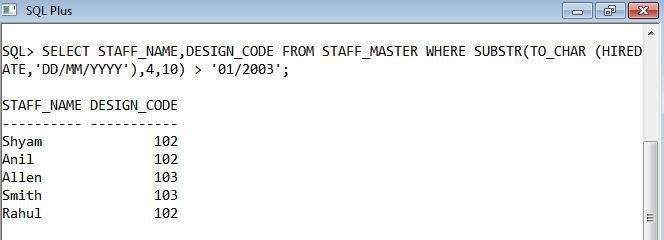 SQL Plus
SQL> SELECT STAFF_NAME,DESIGN_CODE FROM STAFF_MASTER WHERE SUBSTR(TO_CHAR (HIRED
ATE,'DD/MM/YYYY'),4,10) > '01/2003';
STAFF_NAME DESIGN_CODE
---------- -----------
Shyam 102
Anil 102
Allen 103
Smith 103
Rahul 102